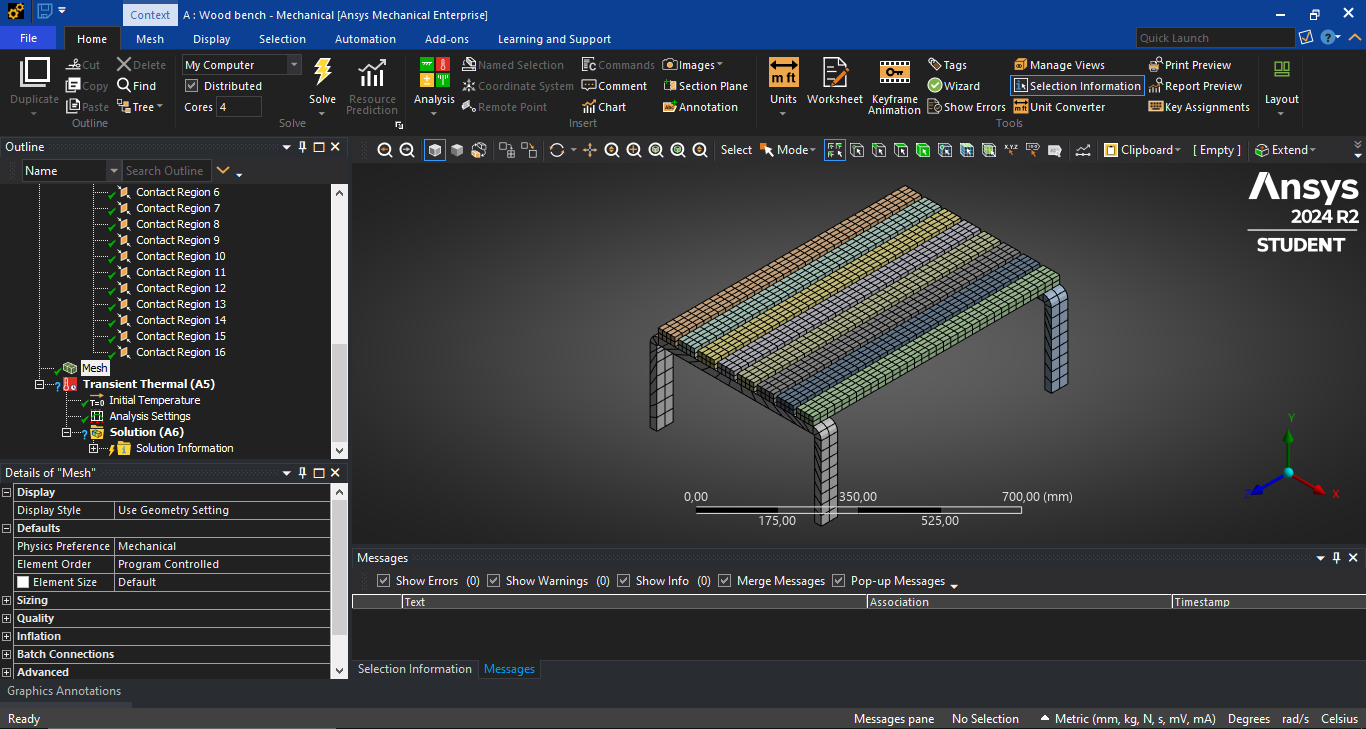 Context
A : Wood bench - Mechanical [Ansys Mechanical Enterprise]
File Home Mesh Display Selection Automation Add-ons Learning and Support
Quick Launch
Duplicate
Cut
Copy
Paste
Delete
Find
Tree
Outline
My Computer
Distributed
Cores 4
Solve
Resource Prediction
Solve
Analysis
Named Selection
Coordinate System
Remote Point
Commands
Comment
Chart
Images
Section Plane
Annotation
Insert
m ft
Units
Worksheet
Keyframe Animation
Tags
Wizard
Show Errors
Manage Views
Selection Information
Unit Converter
Print Preview
Report Preview
Key Assignments
Tools
Layout
Outline
Name
Search Outline
Select
Mode
X,Y,Z
Clipboard
[ Empty ]
Extend
Contact Region 6
Contact Region 7
Contact Region 8
Contact Region 9
Contact Region 10
Contact Region 11
Contact Region 12
Contact Region 13
Contact Region 14
Contact Region 15
Contact Region 16
Mesh
Transient Thermal (A5)
T=0 Initial Temperature
Analysis Settings
Solution (A6)
Solution Information
Ansys
2024 R2
STUDENT
Y
X
Z
0,00 350,00 700,00 (mm)
175,00 525,00
Details of "Mesh"
Display
Display Style Use Geometry Setting
Defaults
Physics Preference Mechanical
Element Order Program Controlled
Element Size Default
Sizing
Quality
Inflation
Batch Connections
Advanced
Graphics Annotations
Messages
Show Errors (0) Show Warnings (0) Show Info (0) Merge Messages Pop-up Messages
Text Association Timestamp
Selection Information Messages
Ready
Messages pane No Selection Metric (mm, kg, N, s, mV, mA) Degrees rad/s Celsius